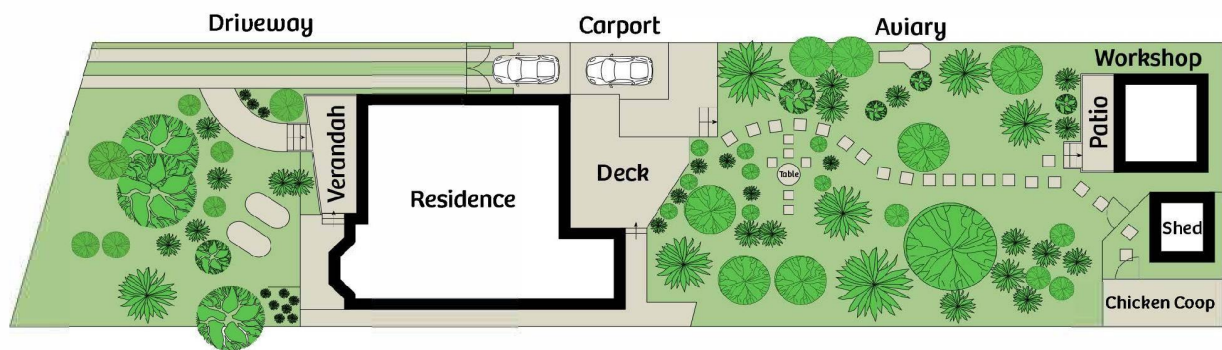 Driveway
Carport
Aviary
Workshop
Verandah
Residence
Deck
Table
Patio
Shed
Chicken Coop